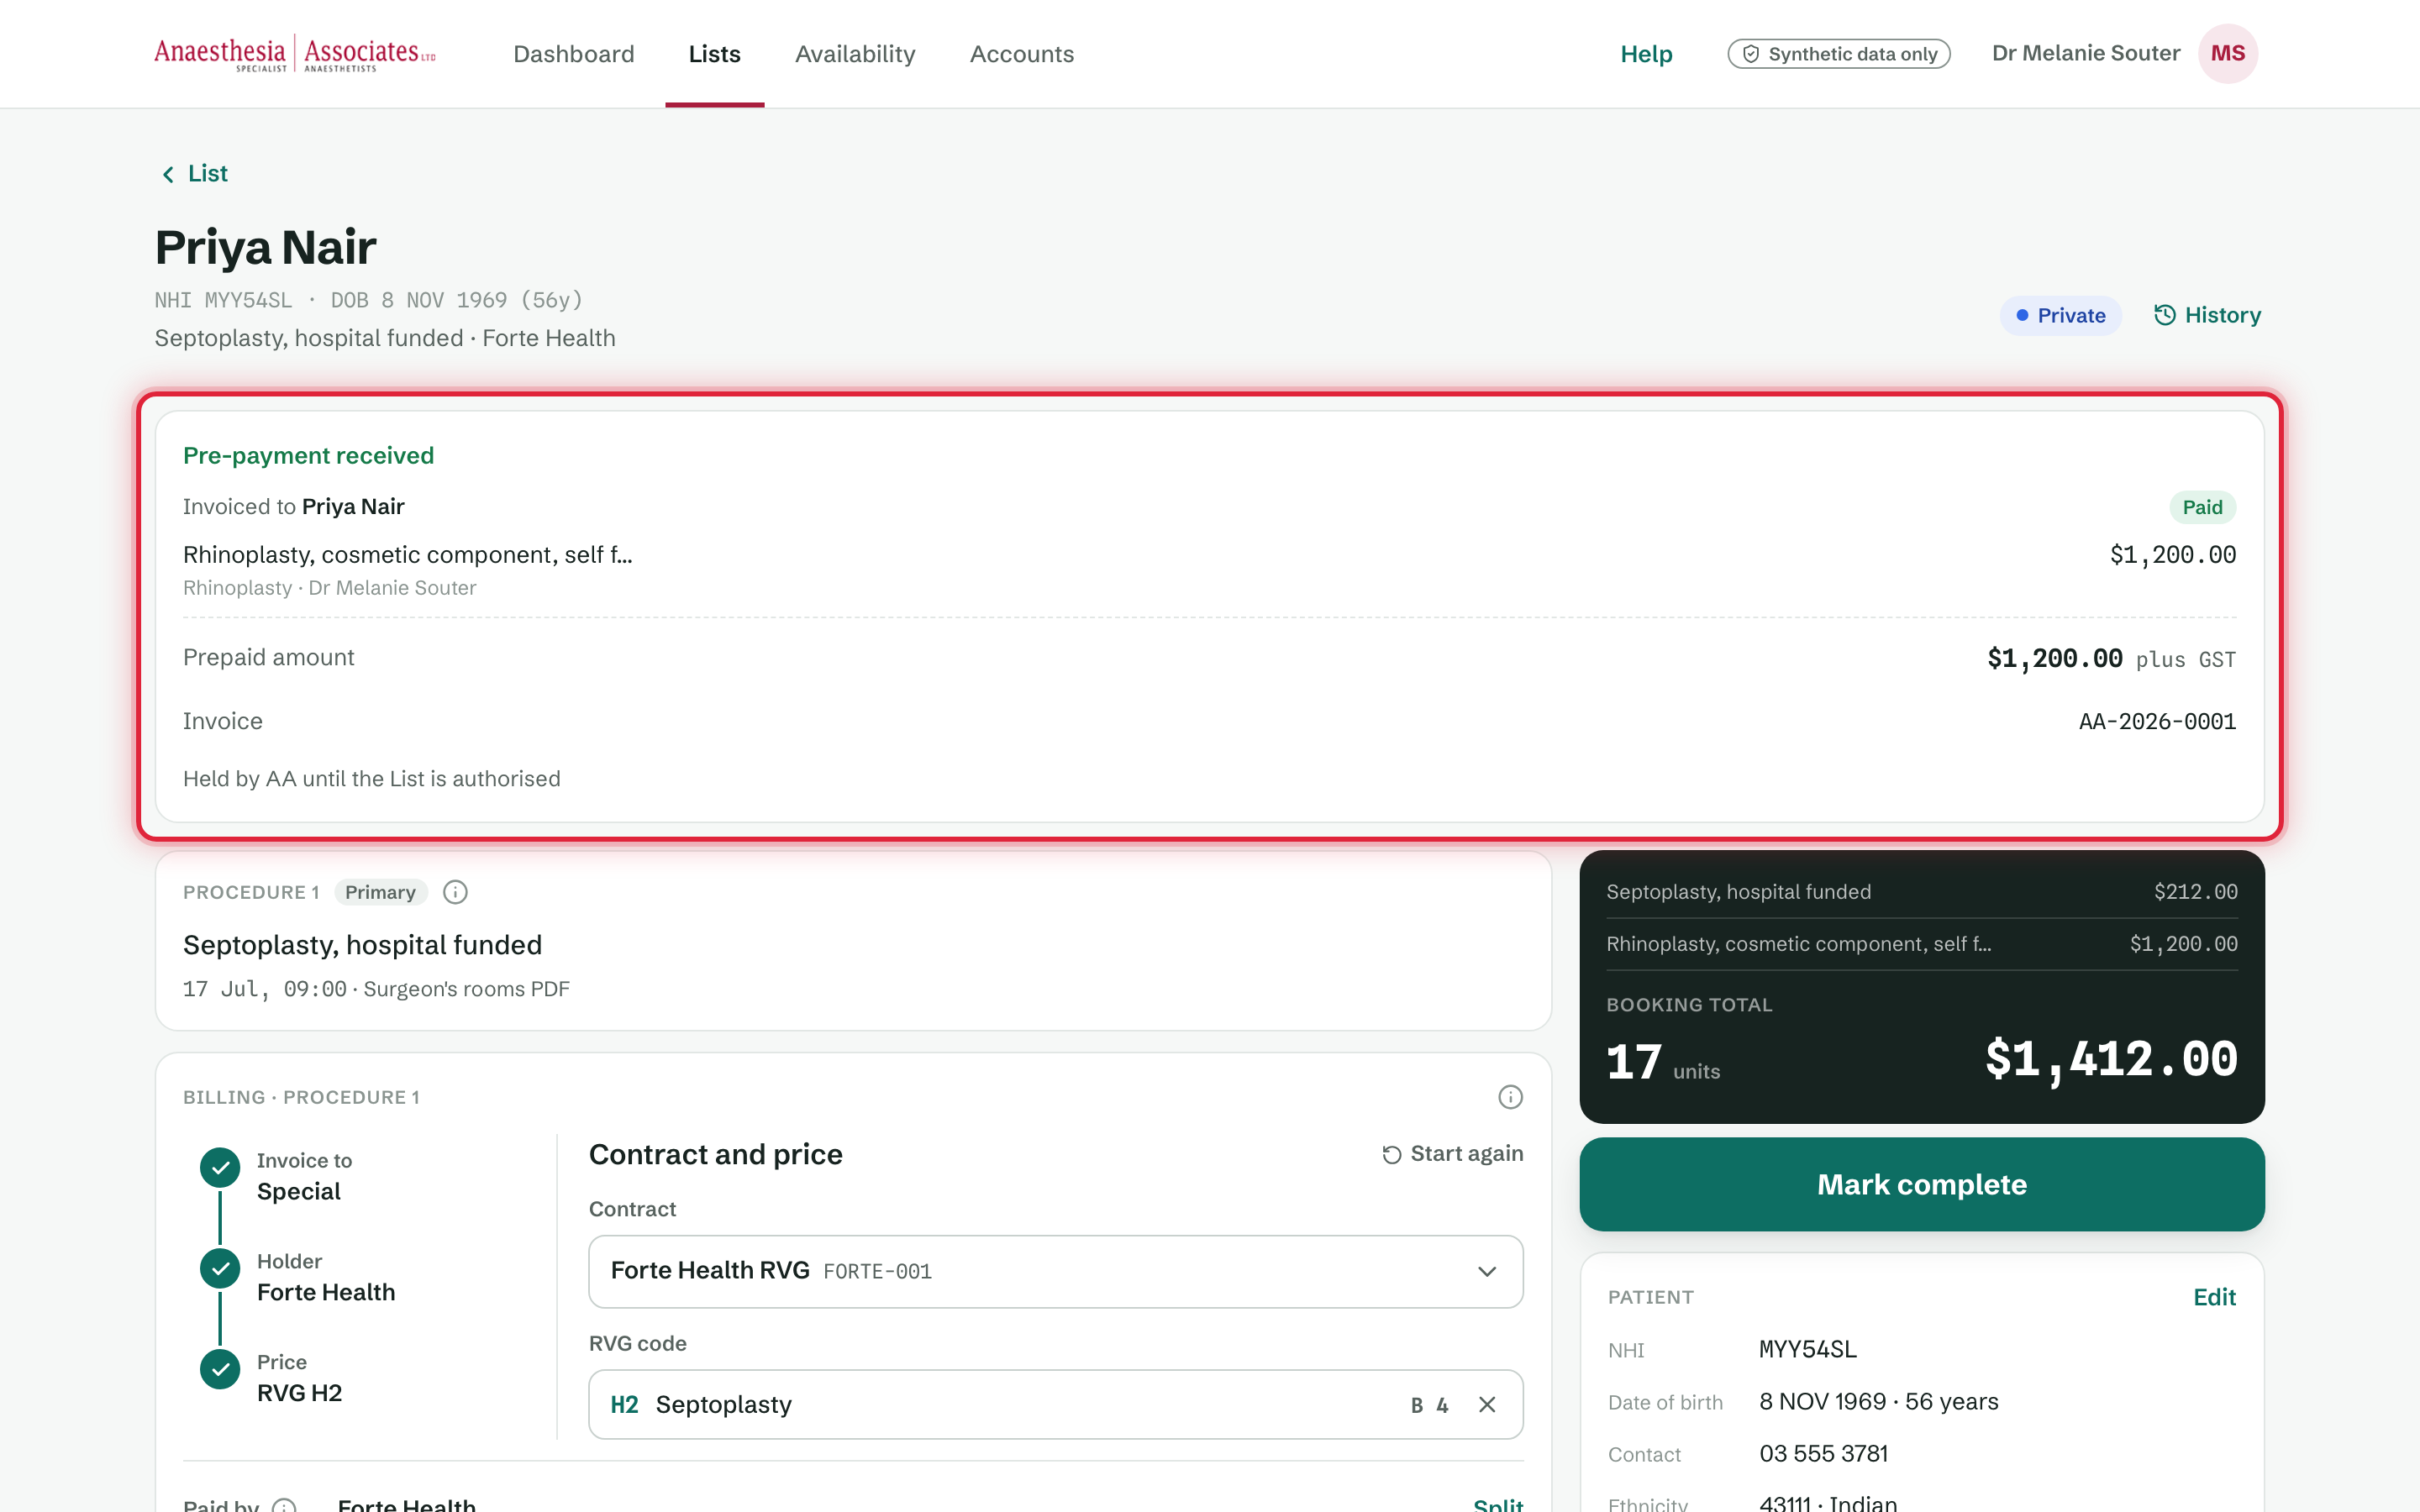 Anaesthesia | Associates LTD
SPECIALIST ANAESTHETISTS
Dashboard
Lists
Availability
Accounts
Help
Synthetic data only
Dr Melanie Souter
MS
List
Priya Nair
NHI MYY54SL · DOB 8 NOV 1969 (56y)
Septoplasty, hospital funded · Forte Health
Private
History
Pre-payment received
Invoiced to Priya Nair
Paid
Rhinoplasty, cosmetic component, self f...
$1,200.00
Rhinoplasty · Dr Melanie Souter
Prepaid amount
$1,200.00 plus GST
Invoice
AA-2026-0001
Held by AA until the List is authorised
PROCEDURE 1
Primary
Septoplasty, hospital funded
17 Jul, 09:00 · Surgeon's rooms PDF
BILLING · PROCEDURE 1
Invoice to
Special
Holder
Forte Health
Price
RVG H2
Contract and price
Start again
Contract
Forte Health RVG FORTE-001
RVG code
H2 Septoplasty
B 4
Paid by
Forte Health
Split
Septoplasty, hospital funded
$212.00
Rhinoplasty, cosmetic component, self f...
$1,200.00
BOOKING TOTAL
17 units
$1,412.00
Mark complete
PATIENT
Edit
NHI
MYY54SL
Date of birth
8 NOV 1969 · 56 years
Contact
03 555 3781
Ethnicity
43111 · Indian